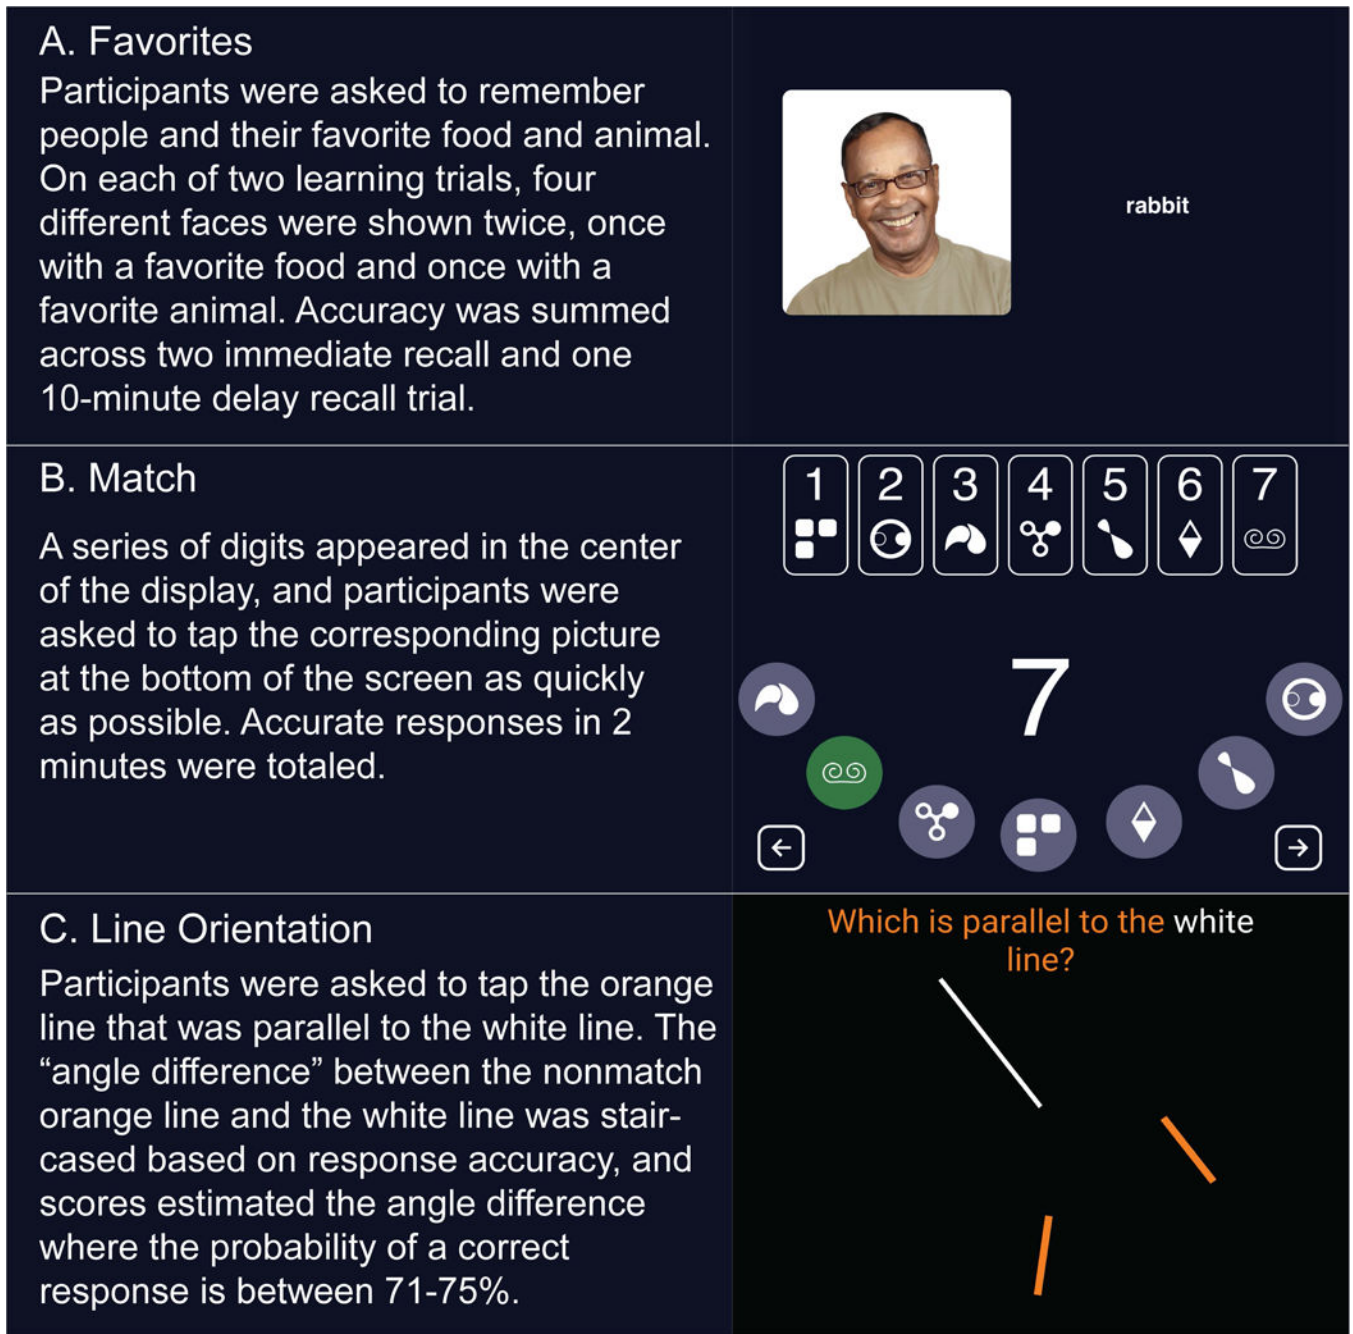 A. Favorites
Participants were asked to remember
people and their favorite food and animal.
On each of two learning trials, four
different faces were shown twice, once
with a favorite food and once with a
favorite animal. Accuracy was summed
across two immediate recall and one
10-minute delay recall trial.
rabbit
B. Match
A series of digits appeared in the center
of the display, and participants were
asked to tap the corresponding picture
at the bottom of the screen as quickly
as possible. Accurate responses in 2
minutes were totaled.
1 2 3 4 5 6 7
7
C. Line Orientation
Participants were asked to tap the orange
line that was parallel to the white line. The
“angle difference” between the nonmatch
orange line and the white line was stair-
cased based on response accuracy, and
scores estimated the angle difference
where the probability of a correct
response is between 71-75%.
Which is parallel to the white
line?